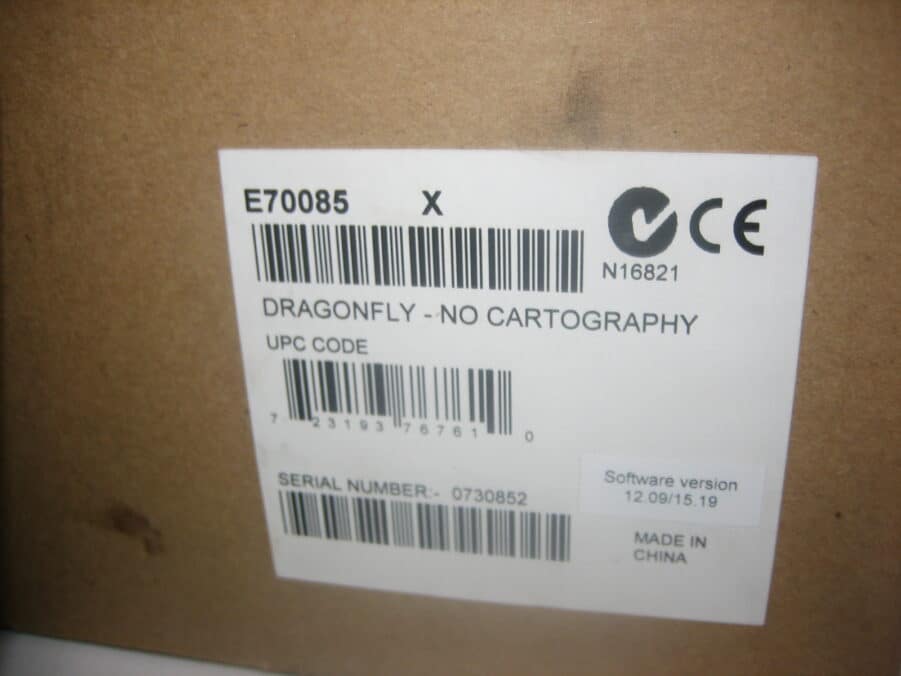 E70085 X
CE
N16821
DRAGONFLY - NO CARTOGRAPHY
UPC CODE
7 23193 76761 0
SERIAL NUMBER:- 0730852
Software version
12.09/15.19
MADE IN
CHINA